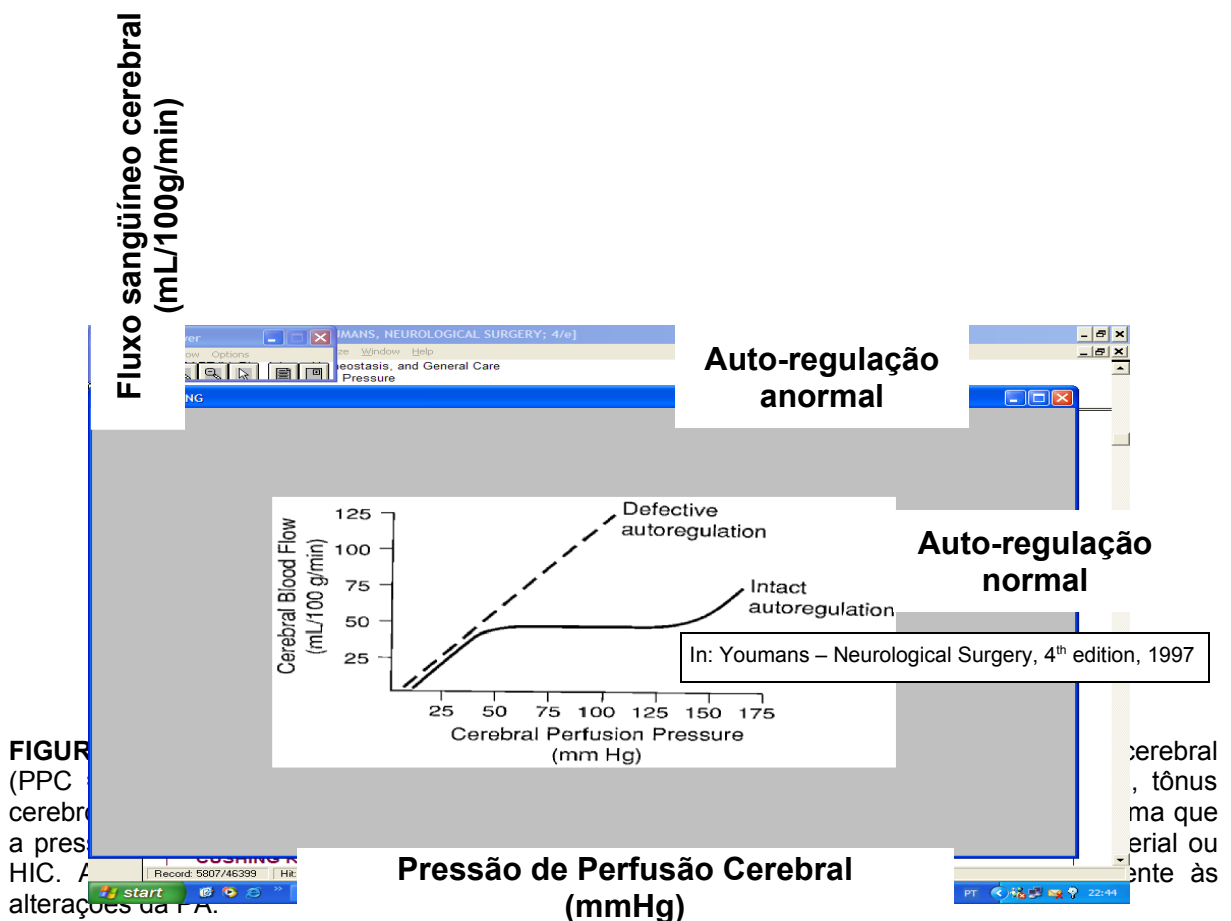 Fluxo sangüíneo cerebral
(mL/100g/min)
UMANS, NEUROLOGICAL SURGERY; 4/e]
Options
Window Help
eostasis, and General Care
Pressure
NG
Auto-regulação
anormal
Auto-regulação
normal
Cerebral Blood Flow
(mL/100 g/min)
125
100
75
50
25
Defective
autoregulation
Intact
autoregulation
25 50 75 100 125 150 175
Cerebral Perfusion Pressure
(mm Hg)
In: Youmans – Neurological Surgery, 4th edition, 1997
FIGUR cerebral
(PPC , tônus
cerebr ma que
a pres erial ou
HIC. A ente às
alterações da PA.
Record: 5807/46399 Hit:
start
PT 22:44
Pressão de Perfusão Cerebral
(mmHg)